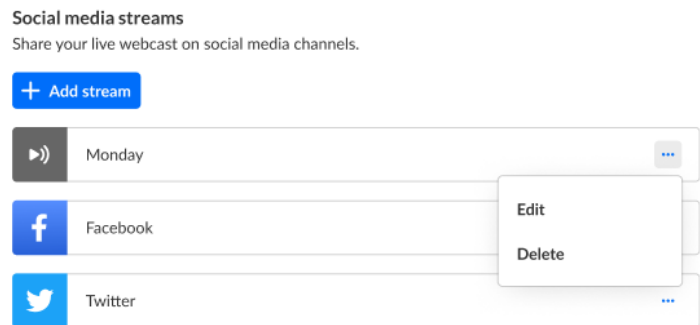 Social media streams
Share your live webcast on social media channels.
+ Add stream
Monday
Edit
Facebook
Delete
Twitter